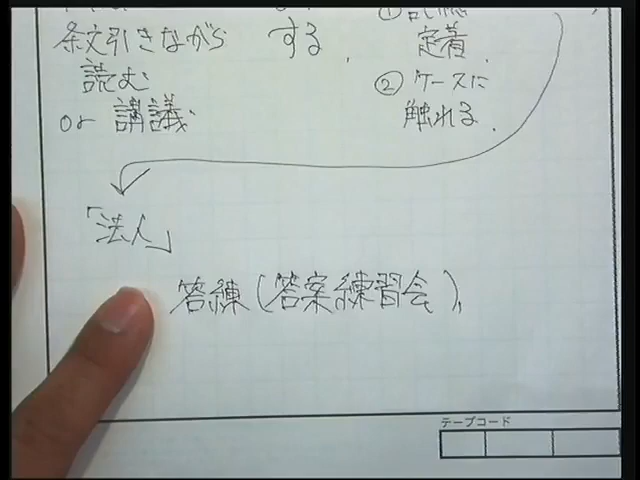 条文引きながら
読む
or 講議
する.
定着.
② ケースに
触れる.
「法人」
答練(答案練習会),
テープコード